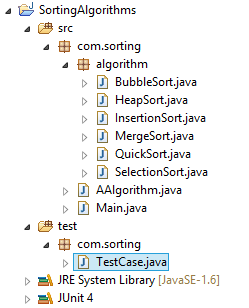 SortingAlgorithms
src
com.sorting
algorithm
BubbleSort.java
HeapSort.java
InsertionSort.java
MergeSort.java
QuickSort.java
SelectionSort.java
AAlgorithm.java
Main.java
test
com.sorting
TestCase.java
JRE System Library [JavaSE-1.6]
JUnit 4